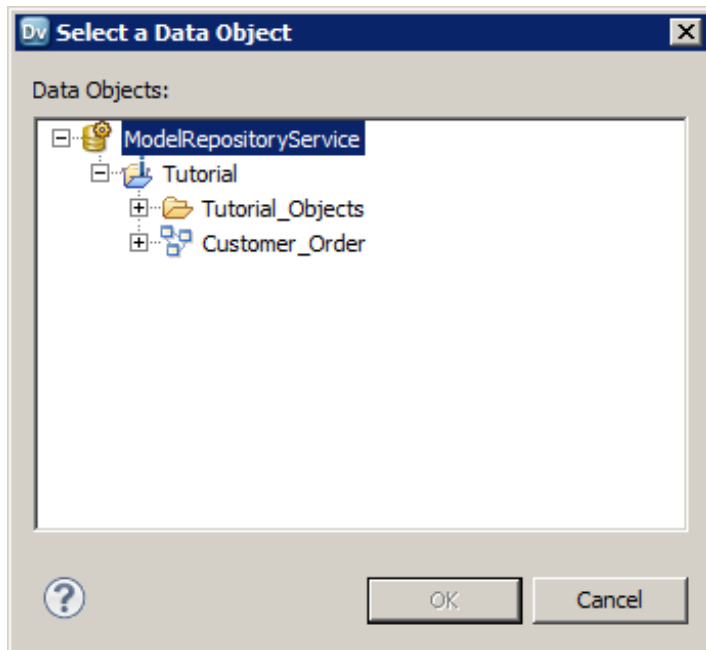 Dv Select a Data Object
Data Objects:
ModelRepositoryService
Tutorial
Tutorial_Objects
Customer_Order
?
OK
Cancel